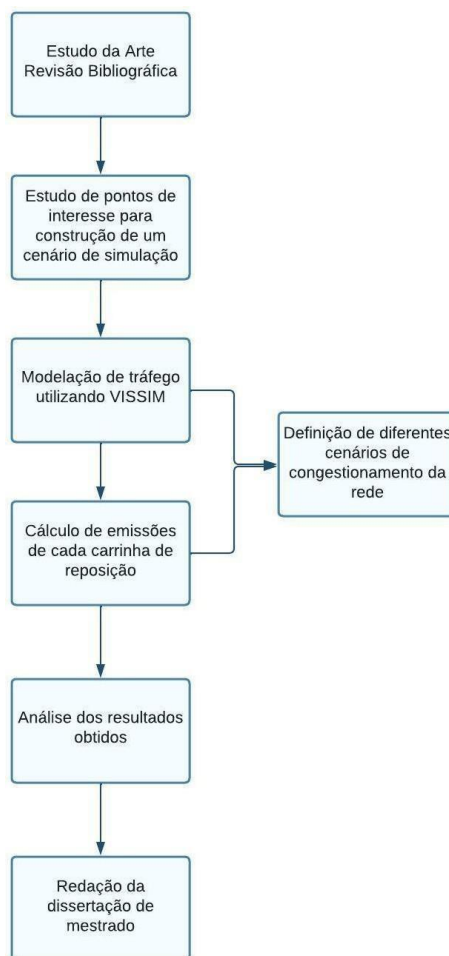 Estudo da Arte
Revisão Bibliográfica
Estudo de pontos de
interesse para
construção de um
cenário de simulação
Modelação de tráfego
utilizando VISSIM
Definição de diferentes
cenários de
congestionamento da
rede
Cálculo de emissões
de cada carrinha de
reposição
Análise dos resultados
obtidos
Redação da
dissertação de
mestrado